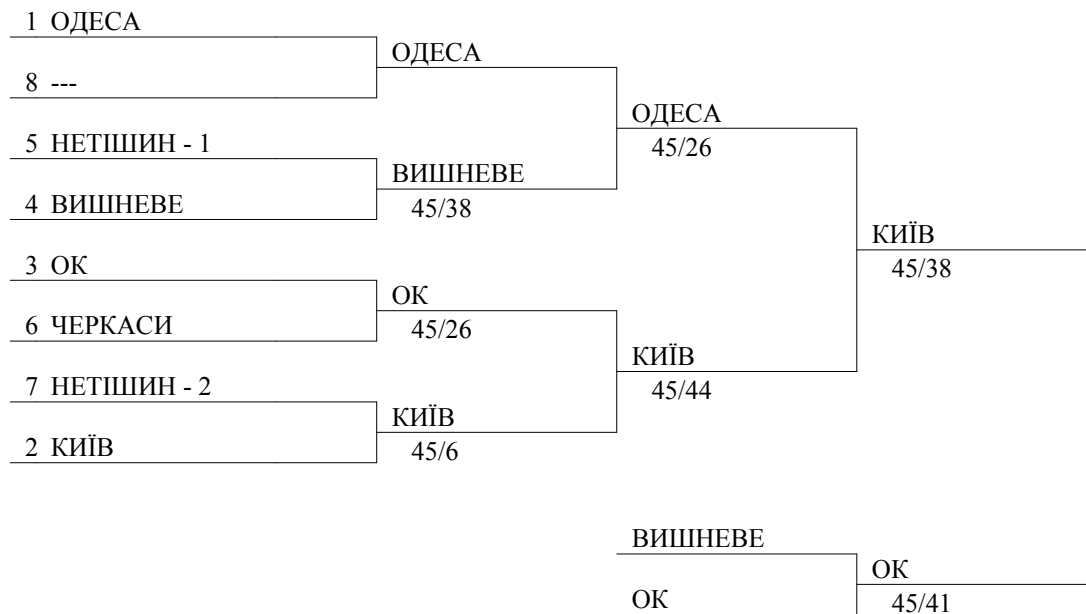 1 ОДЕСА
ОДЕСА
8 ---
ОДЕСА
45/26
5 НЕТІШИН - 1
ВИШНЕВЕ
45/38
4 ВИШНЕВЕ
КИЇВ
45/38
3 ОК
ОК
45/26
6 ЧЕРКАСИ
КИЇВ
45/44
7 НЕТІШИН - 2
КИЇВ
45/6
2 КИЇВ
ВИШНЕВЕ
ОК
45/41
ОК